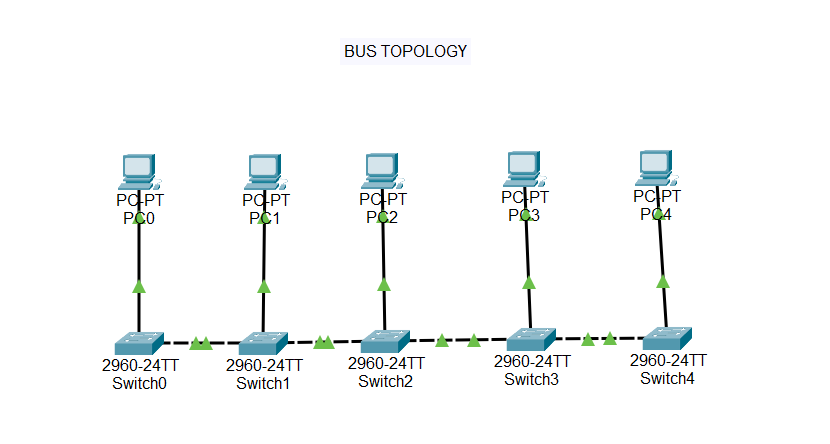 BUS TOPOLOGY
PC-PT
PC0
PC-PT
PC1
PC-PT
PC2
PC-PT
PC3
PC-PT
PC4
2960-24TT
Switch0
2960-24TT
Switch1
2960-24TT
Switch2
2960-24TT
Switch3
2960-24TT
Switch4